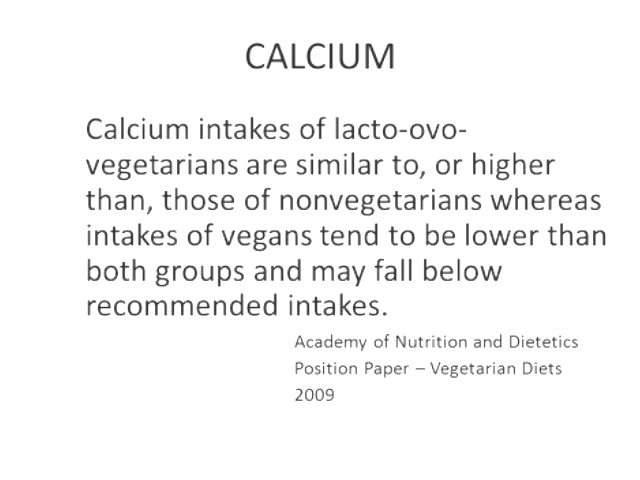 CALCIUM
Calcium intakes of lacto-ovo-
vegetarians are similar to, or higher
than, those of nonvegetarians whereas
intakes of vegans tend to be lower than
both groups and may fall below
recommended intakes.
Academy of Nutrition and Dietetics
Position Paper – Vegetarian Diets
2009